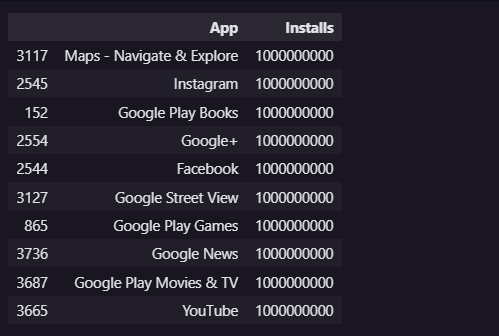 App Installs
3117 Maps - Navigate & Explore 1000000000
2545 Instagram 1000000000
152 Google Play Books 1000000000
2554 Google+ 1000000000
2544 Facebook 1000000000
3127 Google Street View 1000000000
865 Google Play Games 1000000000
3736 Google News 1000000000
3687 Google Play Movies & TV 1000000000
3665 YouTube 1000000000